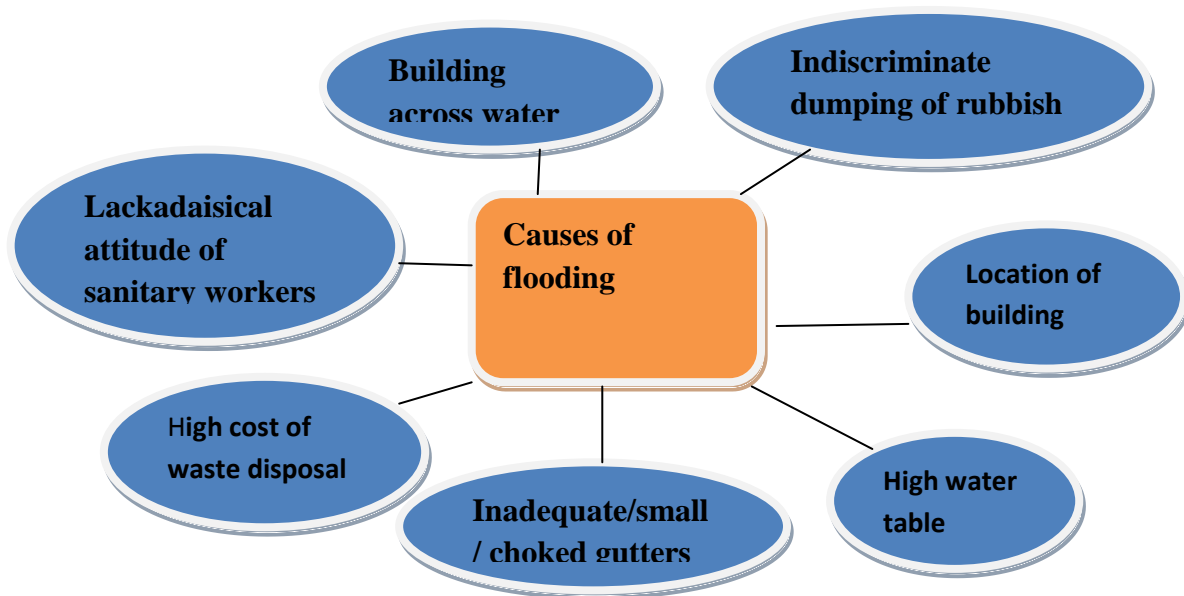 Building
across water
Indiscriminate
dumping of rubbish
Lackadaisical
attitude of
sanitary workers
Causes of
flooding
Location of
building
High cost of
waste disposal
Inadequate/small
/ choked gutters
High water
table